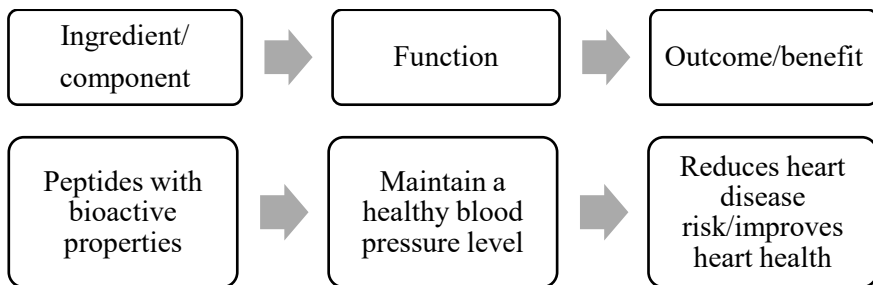 Ingredient/
component
Function
Outcome/benefit
Peptides with
bioactive
properties
Maintain a
healthy blood
pressure level
Reduces heart
disease
risk/improves
heart health